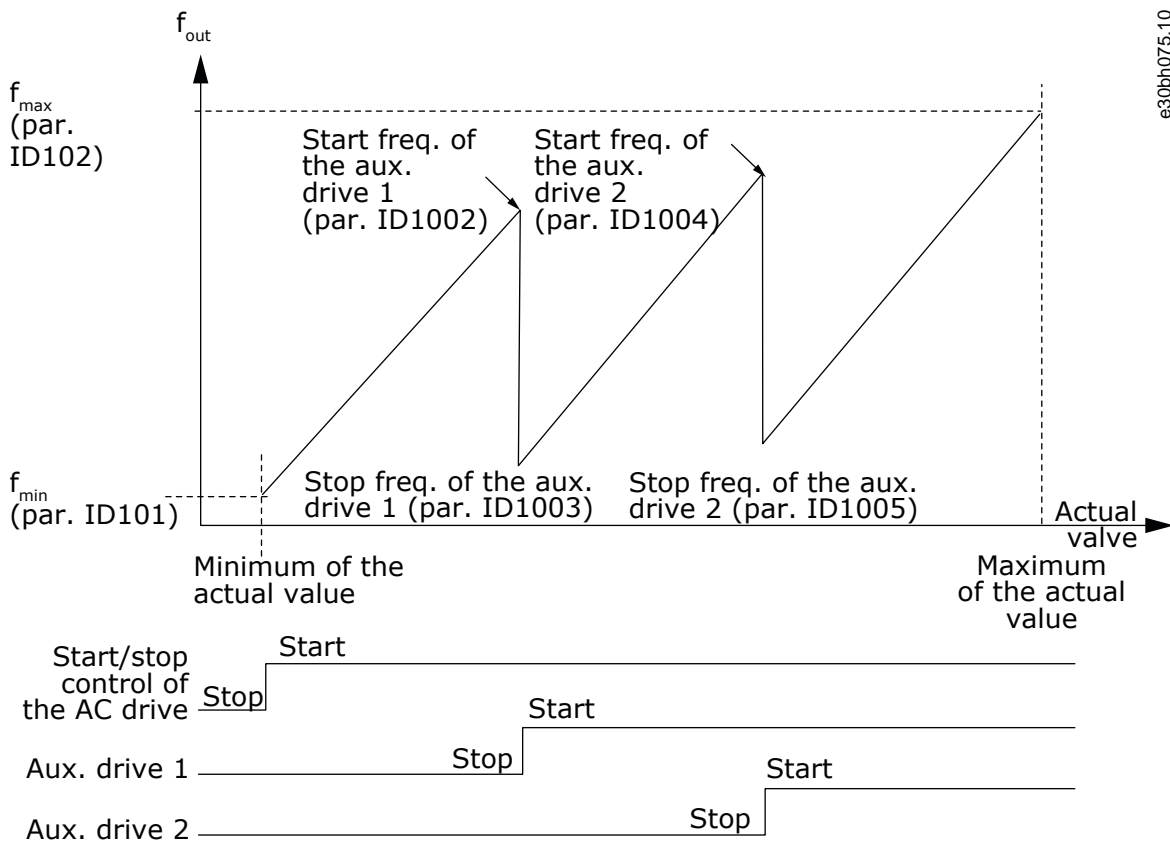 f_out
e30bh075.10
f_max
(par.
ID102)
Start freq. of
the aux.
drive 1
(par. ID1002)
Start freq. of
the aux.
drive 2
(par. ID1004)
f_min
(par. ID101)
Stop freq. of the aux.
drive 1 (par. ID1003)
Stop freq. of the aux.
drive 2 (par. ID1005)
Actual
valve
Minimum of the
actual value
Maximum
of the actual
value
Start/stop
control of
the AC drive
Stop
Start
Aux. drive 1
Stop
Start
Aux. drive 2
Stop
Start